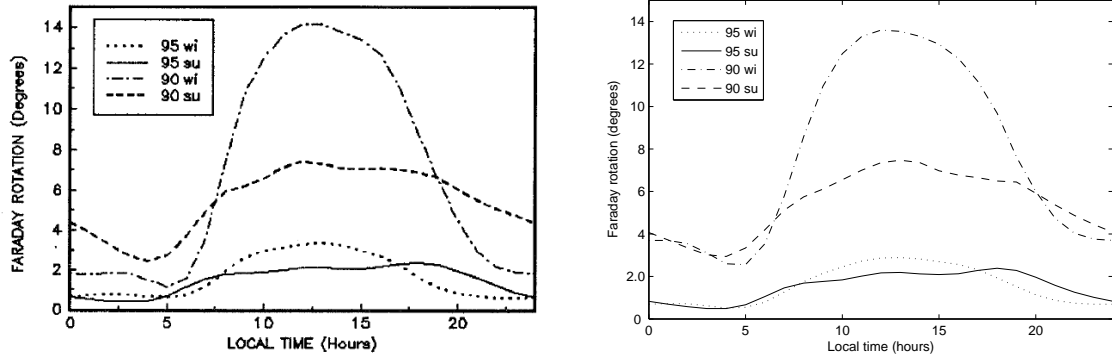 FARADAY ROTATION (Degrees)
14
12
10
8
6
4
2
0
95 wi
95 su
90 wi
90 su
0
5
10
15
20
LOCAL TIME (Hours)
Faraday rotation (degrees)
14
12
10
8
6
4
2.0
0
95 wi
95 su
90 wi
90 su
0
5
10
15
20
Local time (hours)